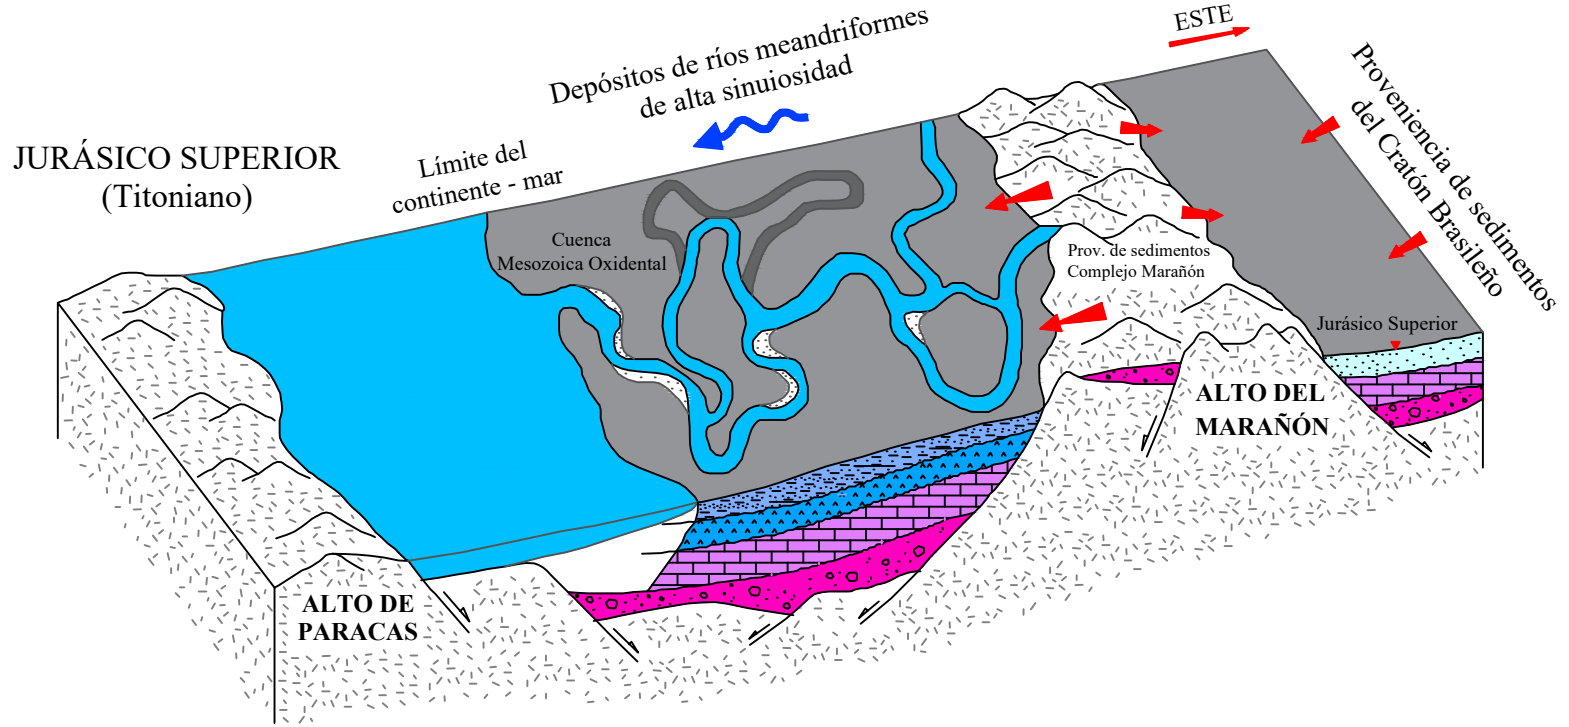 ESTE
Depósitos de ríos meandriformes
de alta sinuiosidad
Proveniencia de sedimentos
del Cratón Brasileño
JURÁSICO SUPERIOR
(Titoniano)
Límite del
continente - mar
Cuenca
Mesozoica Oxidental
Prov. de sedimentos
Complejo Marañón
Jurásico Superior
ALTO DEL
MARAÑÓN
ALTO DE
PARACAS